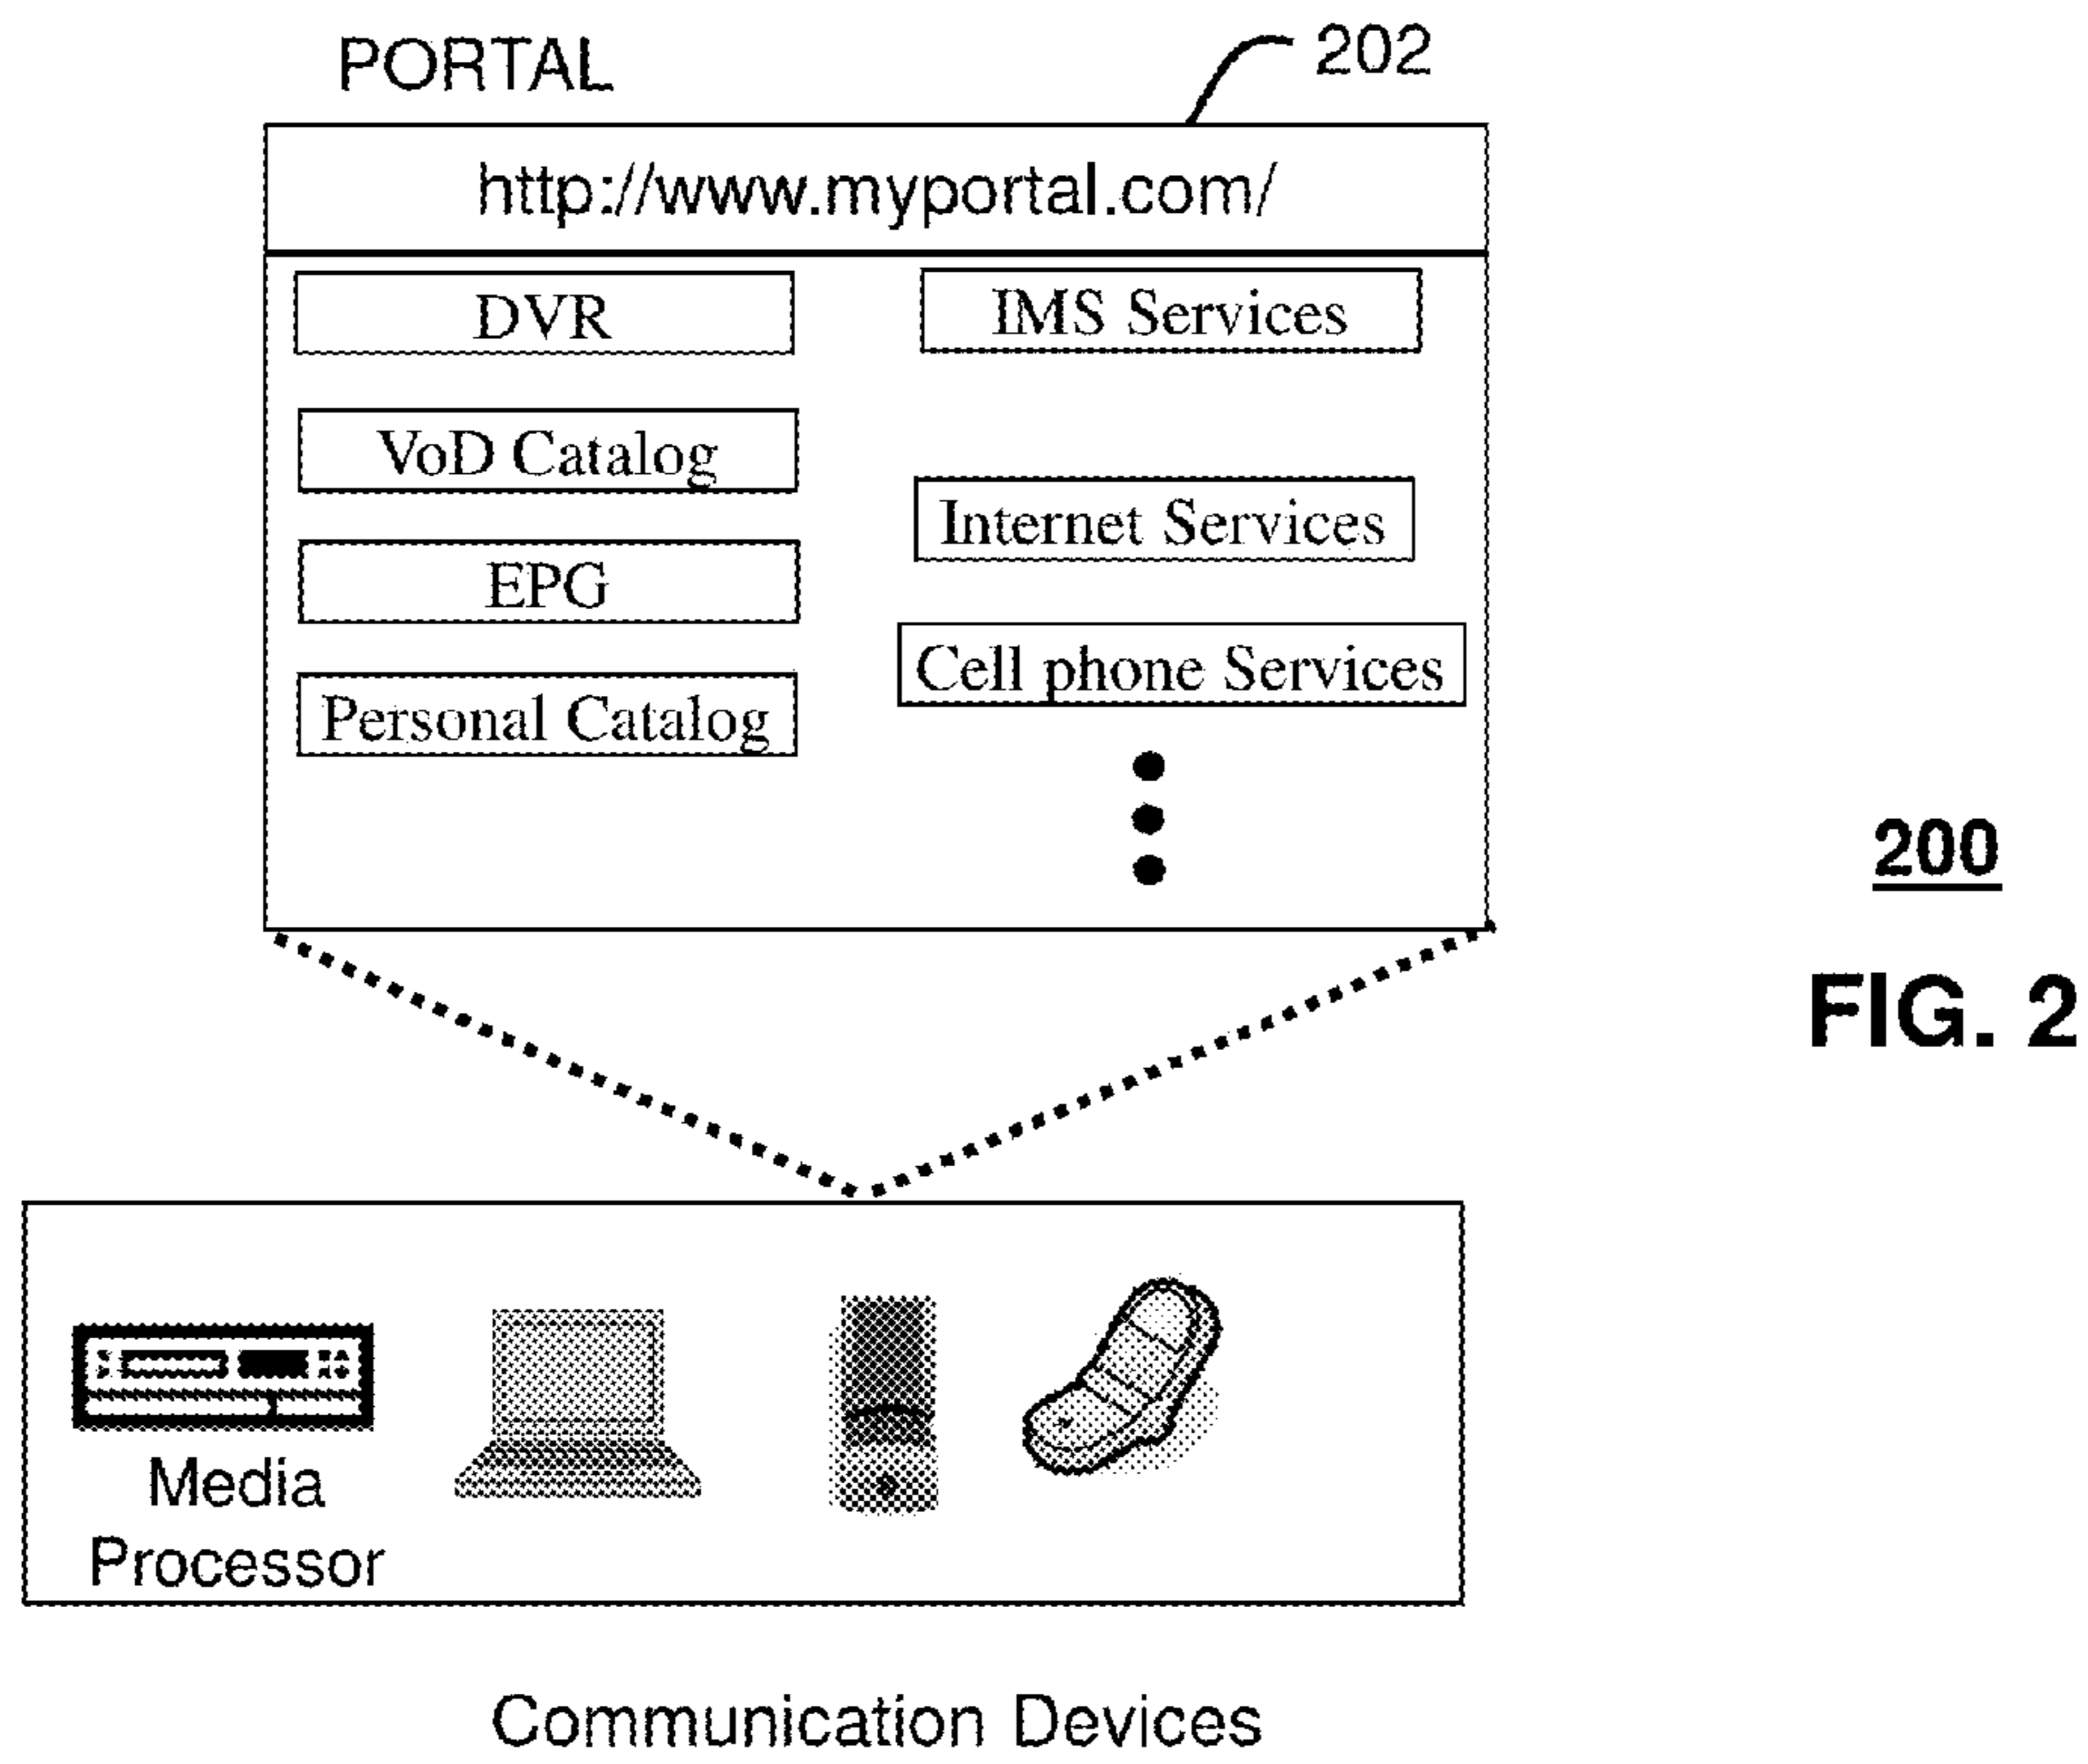 PORTAL
202
http://www.myportal.com/
DVR
IMS Services
VoD Catalog
Internet Services
EPG
Cell phone Services
Personal Catalog
200
FIG. 2
Media
Processor
Communication Devices